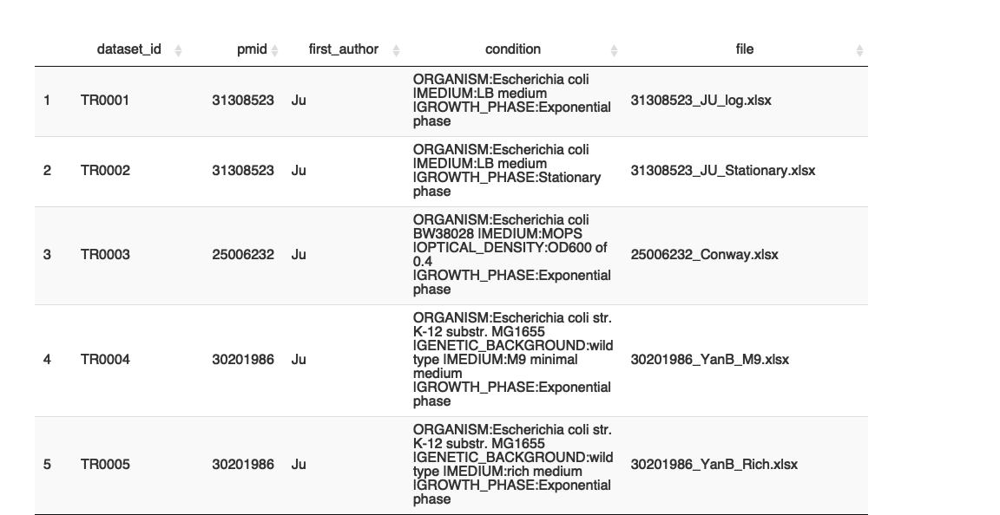 dataset_id pmid first_author condition file
1 TR0001 31308523 Ju ORGANISM:Escherichia coli |MEDIUM:LB medium |GROWTH_PHASE:Exponential phase 31308523_JU_log.xlsx
2 TR0002 31308523 Ju ORGANISM:Escherichia coli |MEDIUM:LB medium |GROWTH_PHASE:Stationary phase 31308523_JU_Stationary.xlsx
3 TR0003 25006232 Ju ORGANISM:Escherichia coli BW38028 |MEDIUM:MOPS |OPTICAL_DENSITY:OD600 of 0.4 |GROWTH_PHASE:Exponential phase 25006232_Conway.xlsx
4 TR0004 30201986 Ju ORGANISM:Escherichia coli str. K-12 substr. MG1655 |GENETIC_BACKGROUND:wild type |MEDIUM:M9 minimal medium |GROWTH_PHASE:Exponential phase 30201986_YanB_M9.xlsx
5 TR0005 30201986 Ju ORGANISM:Escherichia coli str. K-12 substr. MG1655 |GENETIC_BACKGROUND:wild type |MEDIUM:rich medium |GROWTH_PHASE:Exponential phase 30201986_YanB_Rich.xlsx